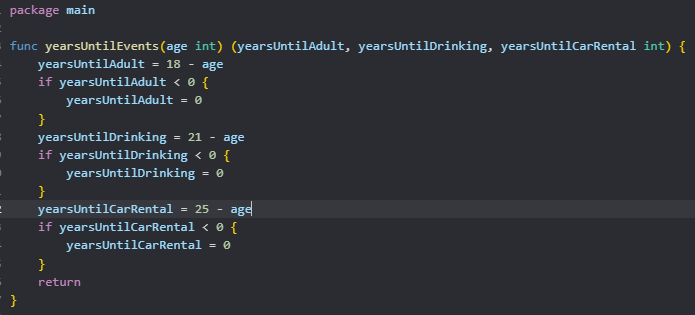 package main

func yearsUntilEvents(age int) (yearsUntilAdult, yearsUntilDrinking, yearsUntilCarRental int) {
    yearsUntilAdult = 18 - age
    if yearsUntilAdult < 0 {
        yearsUntilAdult = 0
    }
    yearsUntilDrinking = 21 - age
    if yearsUntilDrinking < 0 {
        yearsUntilDrinking = 0
    }
    yearsUntilCarRental = 25 - age
    if yearsUntilCarRental < 0 {
        yearsUntilCarRental = 0
    }
    return
}